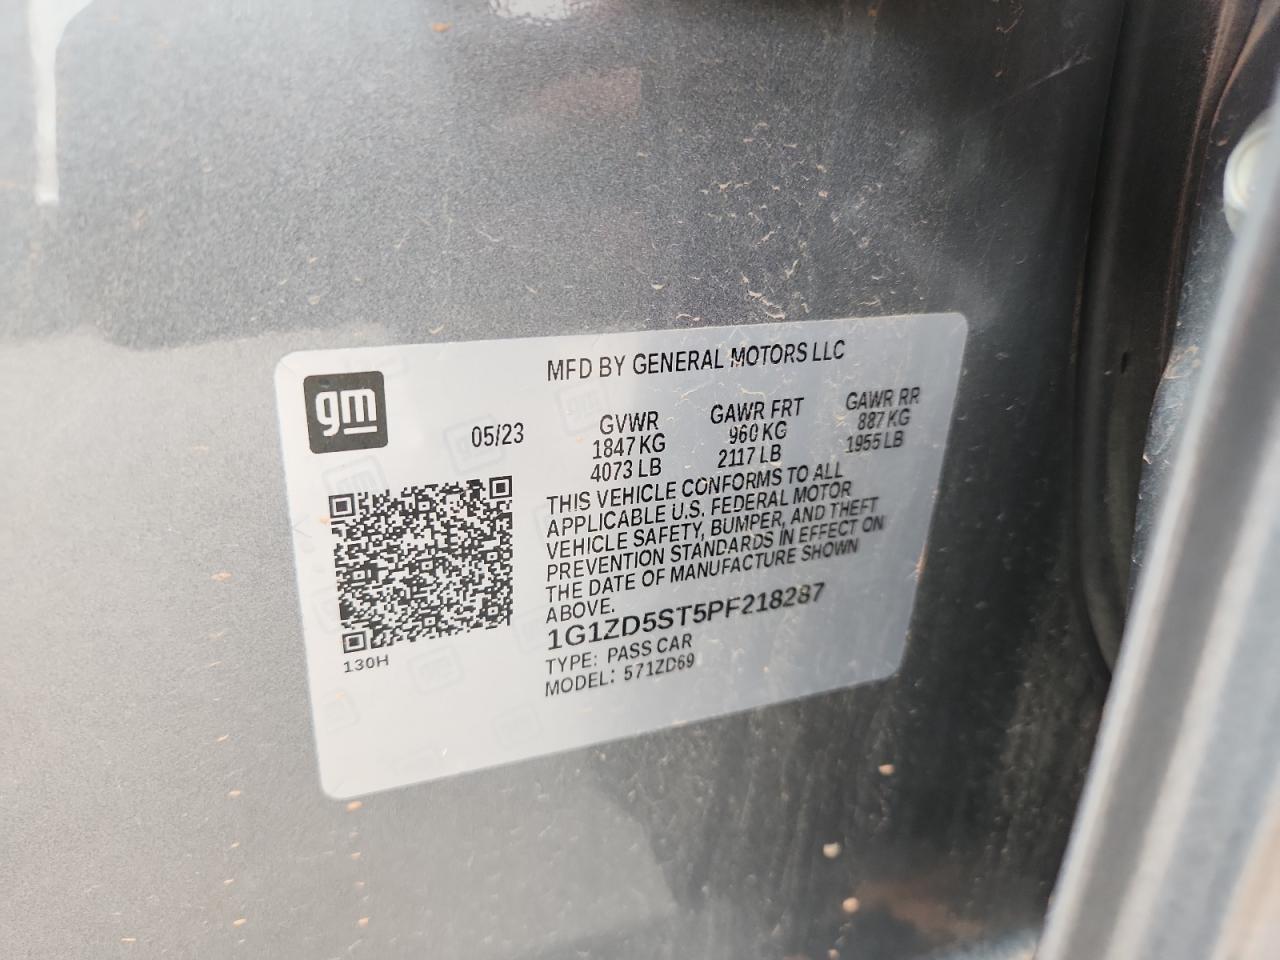 MFD BY GENERAL MOTORS LLC
gm
05/23
GVWR GAWR FRT GAWR RR
1847 KG 960 KG 887 KG
4073 LB 2117 LB 1955 LB
THIS VEHICLE CONFORMS TO ALL
APPLICABLE U.S. FEDERAL MOTOR
VEHICLE SAFETY, BUMPER, AND THEFT
PREVENTION STANDARDS IN EFFECT ON
THE DATE OF MANUFACTURE SHOWN
ABOVE.
1G1ZD5ST5PF218287
TYPE: PASS CAR
MODEL: 571ZD69
130H